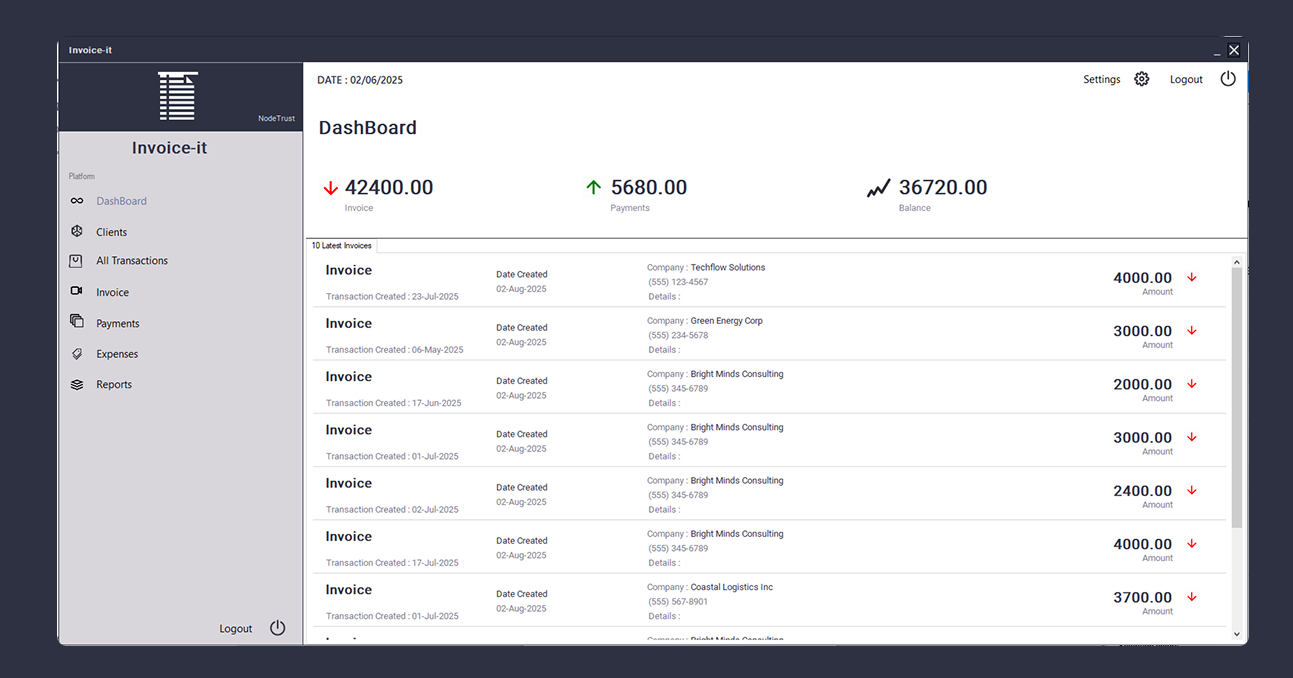 Invoice-it
NodeTrust
Invoice-it
Platform
DashBoard
Clients
All Transactions
Invoice
Payments
Expenses
Reports
Logout
DATE : 02/06/2025
Settings
Logout
DashBoard
42400.00
Invoice
5680.00
Payments
36720.00
Balance
10 Latest Invoices
Invoice
Transaction Created : 23-Jul-2025
Date Created
02-Aug-2025
Company : Techflow Solutions
(555) 123-4567
Details :
4000.00
Amount
Invoice
Transaction Created : 06-May-2025
Date Created
02-Aug-2025
Company : Green Energy Corp
(555) 234-5678
Details :
3000.00
Amount
Invoice
Transaction Created : 17-Jun-2025
Date Created
02-Aug-2025
Company : Bright Minds Consulting
(555) 345-6789
Details :
2000.00
Amount
Invoice
Transaction Created : 01-Jul-2025
Date Created
02-Aug-2025
Company : Bright Minds Consulting
(555) 345-6789
Details :
3000.00
Amount
Invoice
Transaction Created : 02-Jul-2025
Date Created
02-Aug-2025
Company : Bright Minds Consulting
(555) 345-6789
Details :
2400.00
Amount
Invoice
Transaction Created : 17-Jul-2025
Date Created
02-Aug-2025
Company : Bright Minds Consulting
(555) 345-6789
Details :
4000.00
Amount
Invoice
Transaction Created : 01-Jul-2025
Date Created
02-Aug-2025
Company : Coastal Logistics Inc
(555) 567-8901
Details :
3700.00
Amount